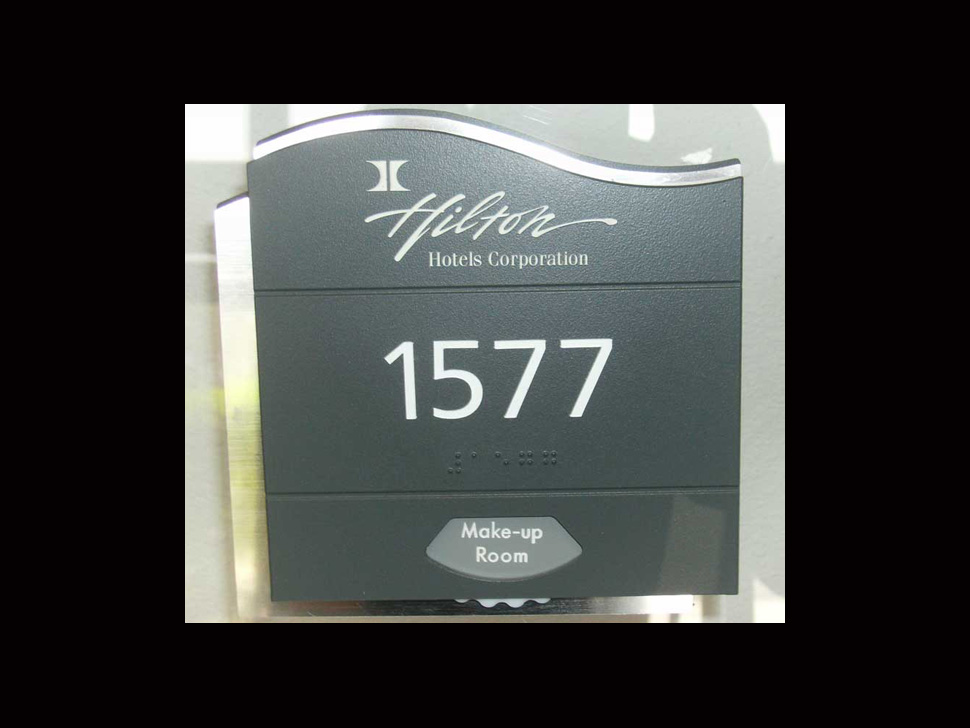 Hilton
Hotels Corporation
1577
⠼⠁⠑⠛⠛
Make-up
Room